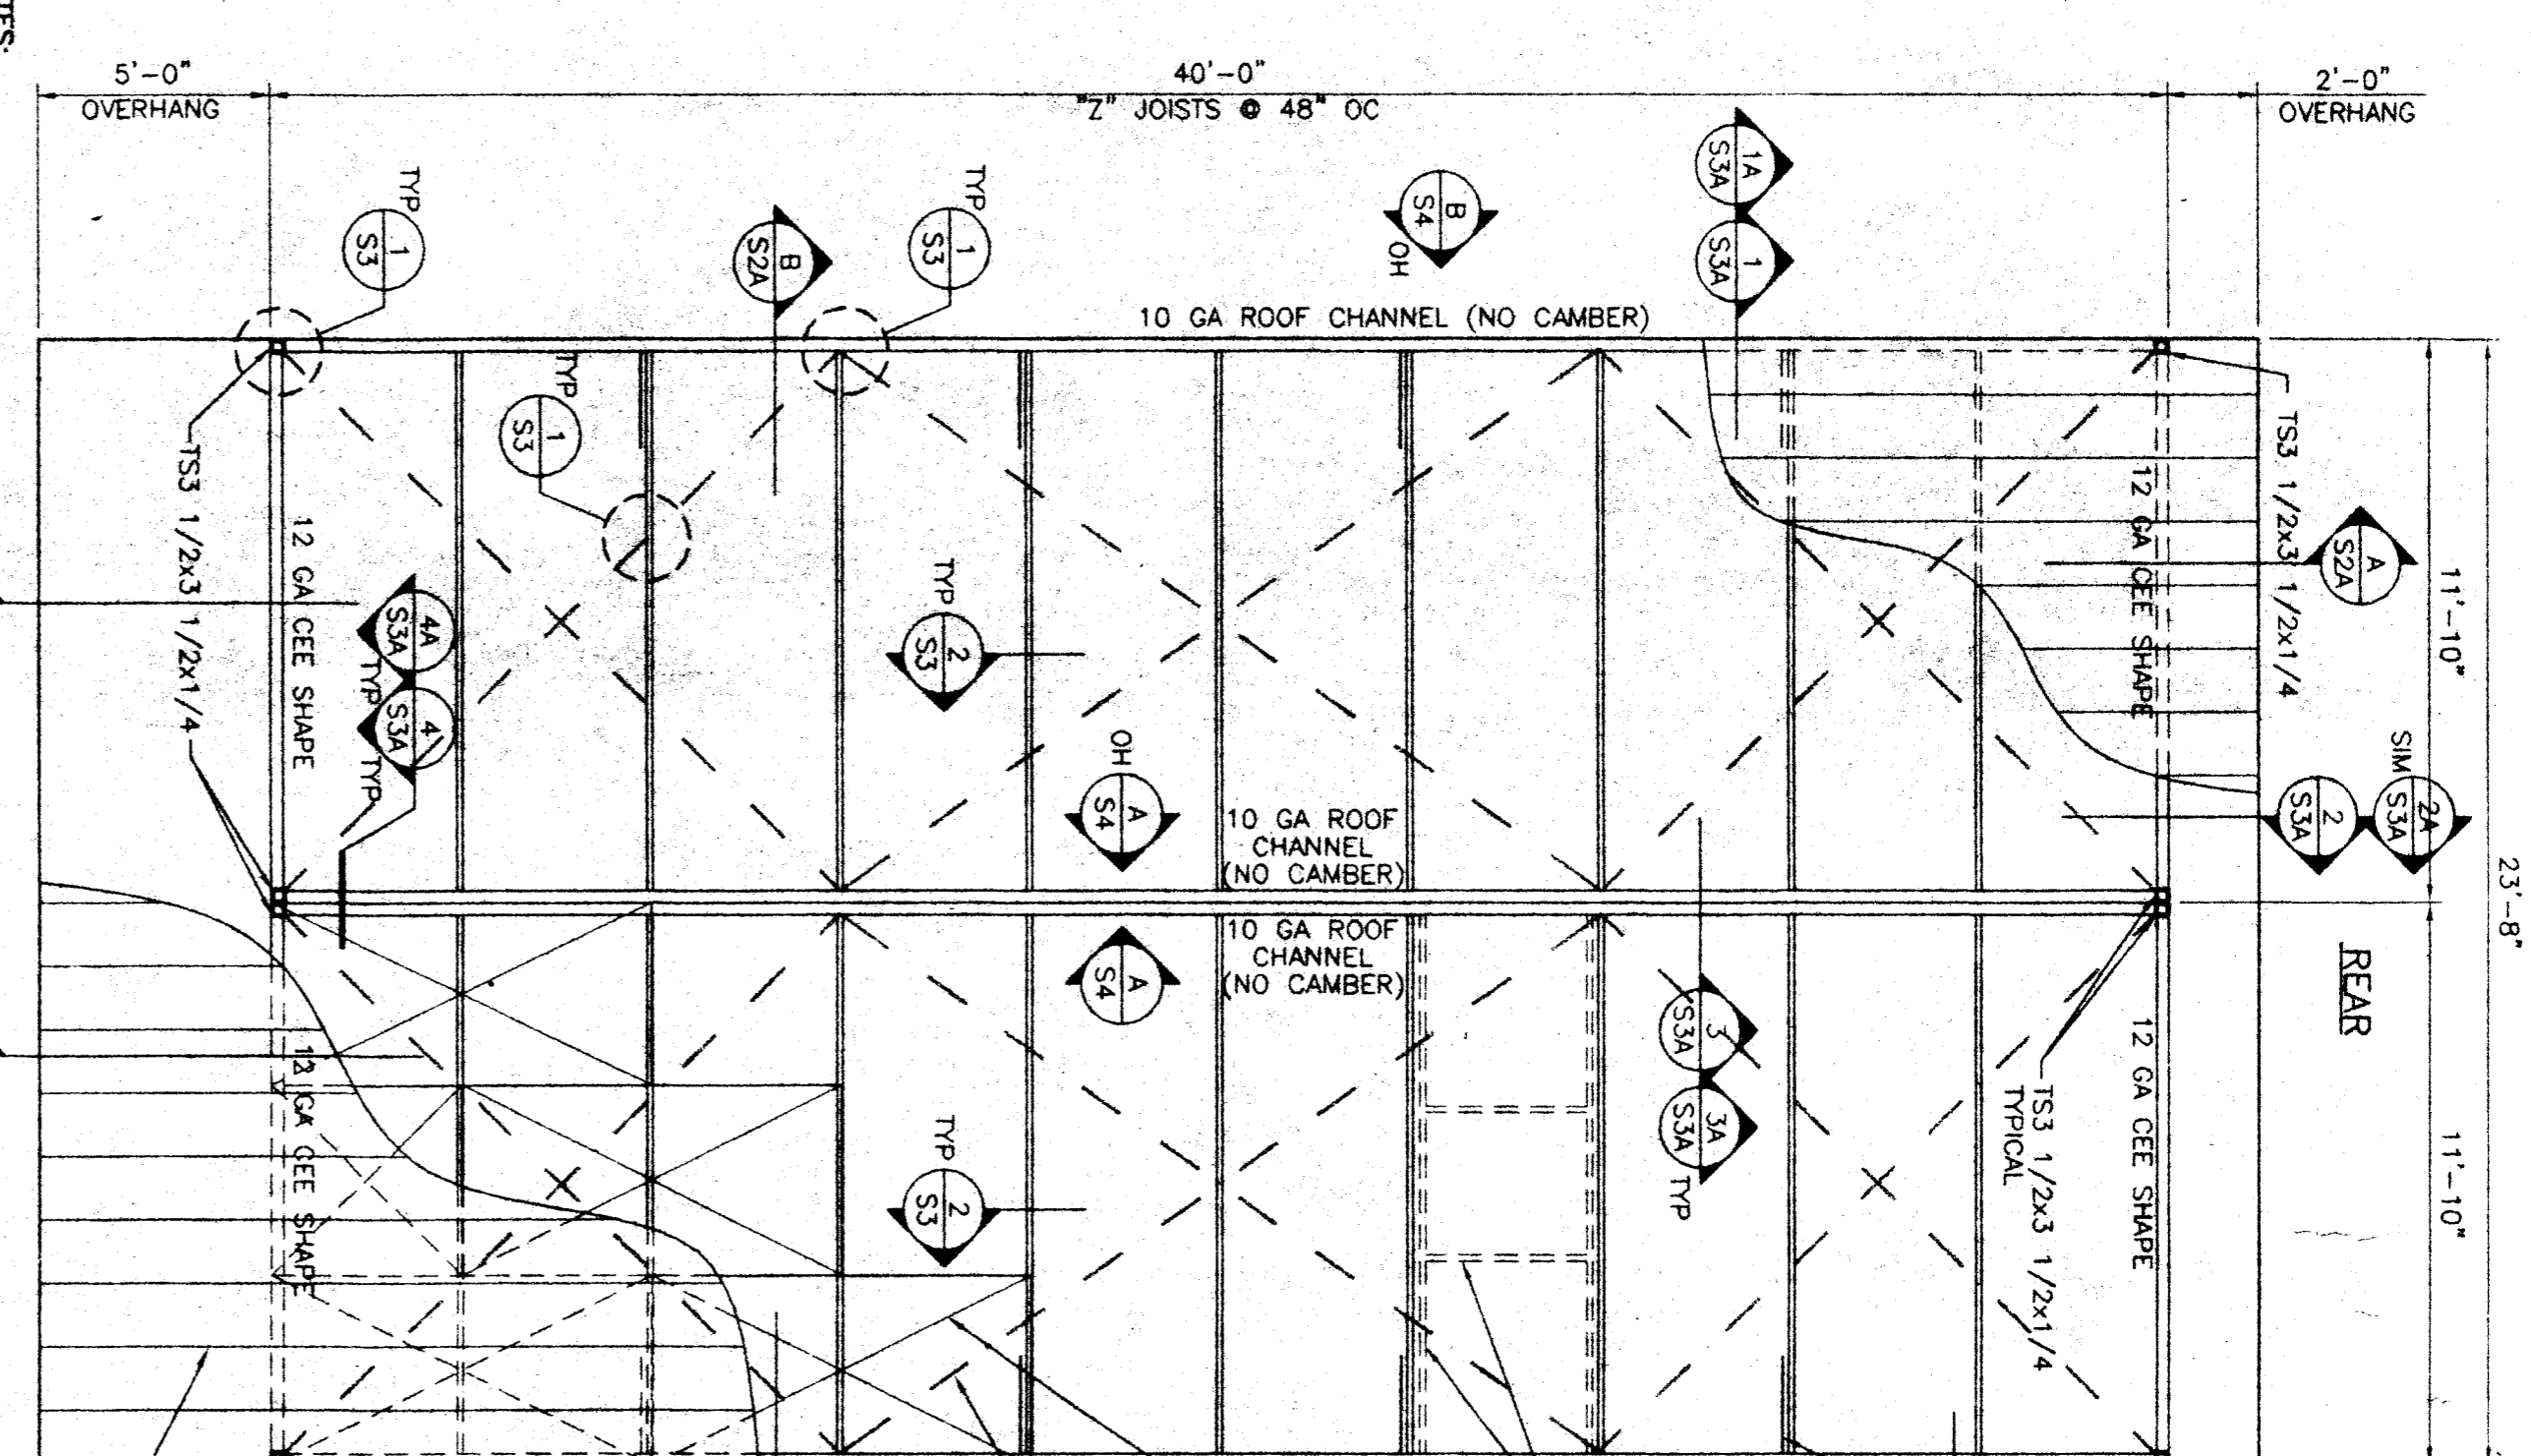 TES:
5'-0"
OVERHANG
40'-0"
"Z" JOISTS @ 48" OC
2'-0"
OVERHANG
TYP
1
S3
B
S2A
TYP
1
S3
B
S4
OH
1A
S3A
1
S3A
10 GA ROOF CHANNEL (NO CAMBER)
TYP
1
S3
TS3 1/2x3 1/2x1/4
12 GA CEE SHAPE
4A
S3A
TYP
4
S3A
TYP
TYP
2
S3
OH
A
S4
10 GA ROOF
CHANNEL
(NO CAMBER)
12 GA CEE SHAPE
TS3 1/2x3 1/2x1/4
A
S2A
11'-10"
SIM
2
S3A
2A
S3A
23'-8"
REAR
10 GA ROOF
CHANNEL
(NO CAMBER)
A
S4
3
S3A
3A
S3A
TYP
12 GA CEE SHAPE
TYP
2
S3
TS3 1/2x3 1/2x1/4
TYPICAL
12 GA CEE SHAPE
11'-10"